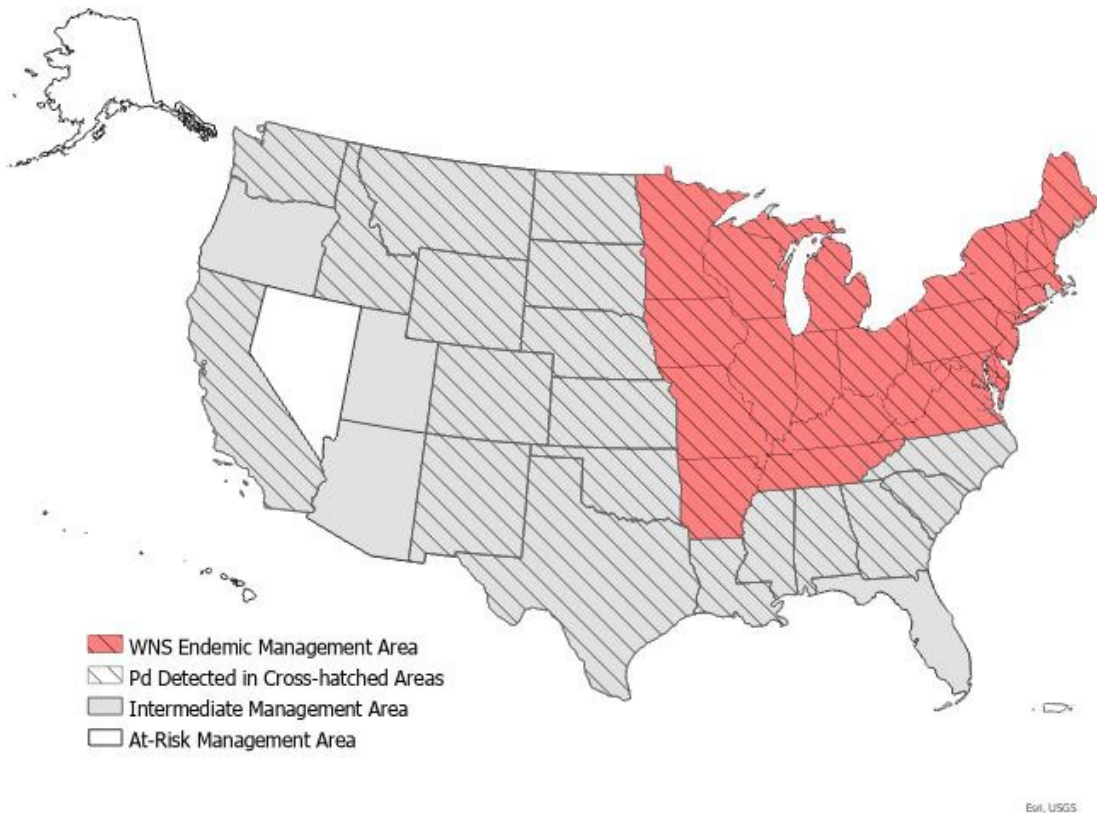 WNS Endemic Management Area
Pd Detected in Cross-hatched Areas
Intermediate Management Area
At-Risk Management Area
Esri, USGS